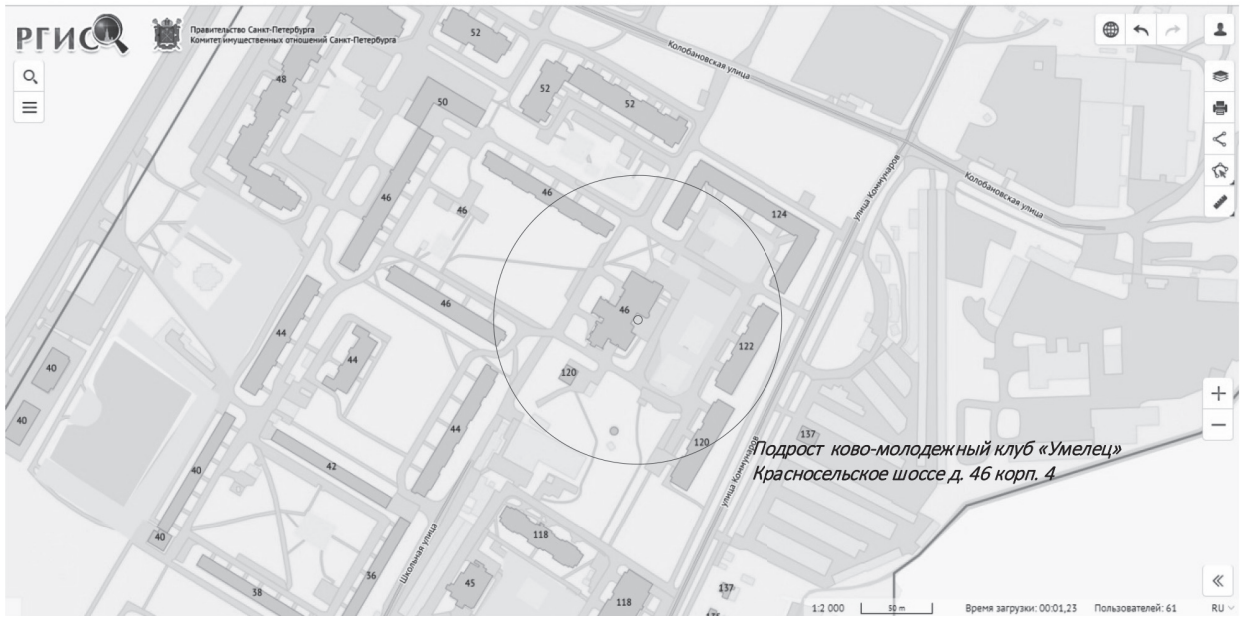 РГИС
Правительство Санкт-Петербурга
Комитет имущественных отношений Санкт-Петербурга
52
Колобановская улица
48
52
52
50
46
46
46
124
улица Коммунаров
Колобановская улица
46
46
44
122
44
40
120
40
44
120
137
Подрост ково-молодежный клуб «Умелец»
Красносельское шоссе д. 46 корп. 4
42
40
улица Коммунаров
118
40
Школьная улица
36
45
38
118
137
1:2 000
50 m
Время загрузки: 00:01,23
Пользователей: 61
RU